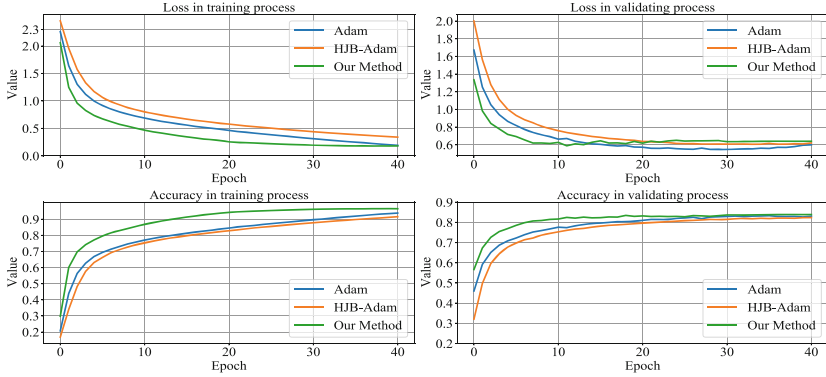 Loss in training process
2.3
2.0
1.5
1.0
0.5
0.0
Value
0 10 20 30 40
Epoch
Adam
HJB-Adam
Our Method
Loss in validating process
2.0
1.8
1.6
1.4
1.2
1.0
0.8
0.6
Value
0 10 20 30 40
Epoch
Adam
HJB-Adam
Our Method
Accuracy in training process
0.9
0.8
0.7
0.6
0.5
0.4
0.3
0.2
Value
0 10 20 30 40
Epoch
Adam
HJB-Adam
Our Method
Accuracy in validating process
0.9
0.8
0.7
0.6
0.5
0.4
0.3
0.2
Value
0 10 20 30 40
Epoch
Adam
HJB-Adam
Our Method